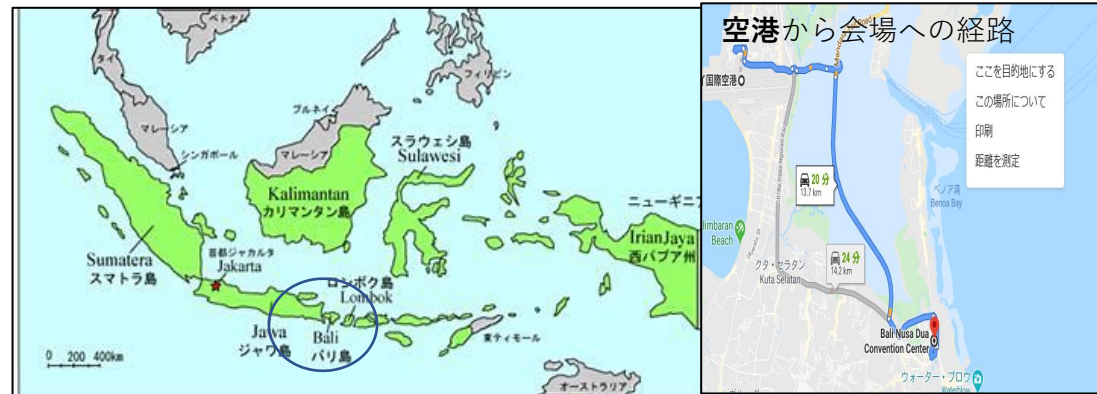 ベトナム
タイ
フィリピン
ブルネイ
マレーシア
シンガポール
マレーシア
9
スラウェシ島
Sulawesi
Kalimantan
カリマンタン島
ニューギニア
IrianJaya
西パプア州
Sumatera
スマトラ島
首都ジャカルタ
Jakarta
ロンボク島
Lombok
Jawa
ジャワ島
Bali
バリ島
東ティモール
0 200 400km
オーストラリア
空港から会場への経路
イ国際空港
ここを目的地にする
この場所について
印刷
距離を測定
20 分
13.7 km
ベノア湾
Benoa Bay
Jimbaran
Beach
24 分
14.2 km
クタ・セラタン
Kuta Selatan
Bali Nusa Dua
Convention Center
ウォーター・ブロウ
Waterblow